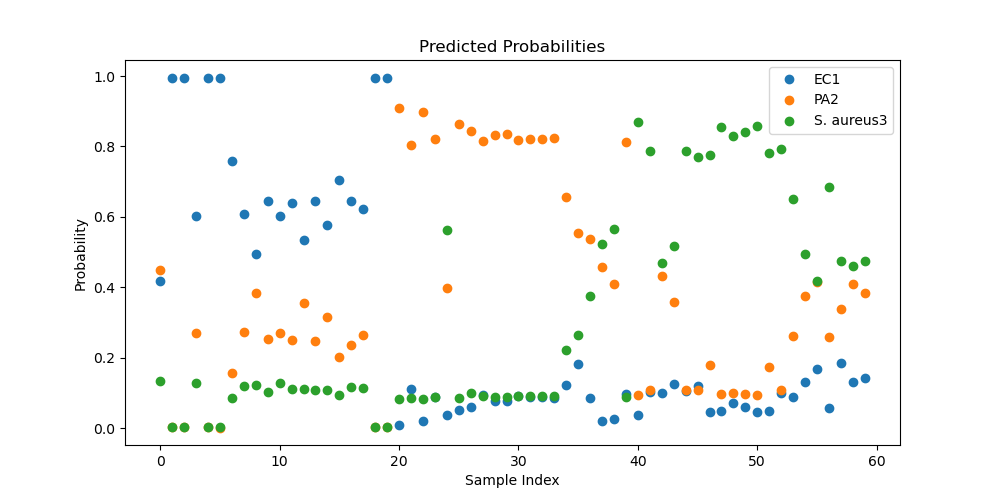 Predicted Probabilities
EC1
PA2
S. aureus3
Probability
1.0
0.8
0.6
0.4
0.2
0.0
0 10 20 30 40 50 60
Sample Index